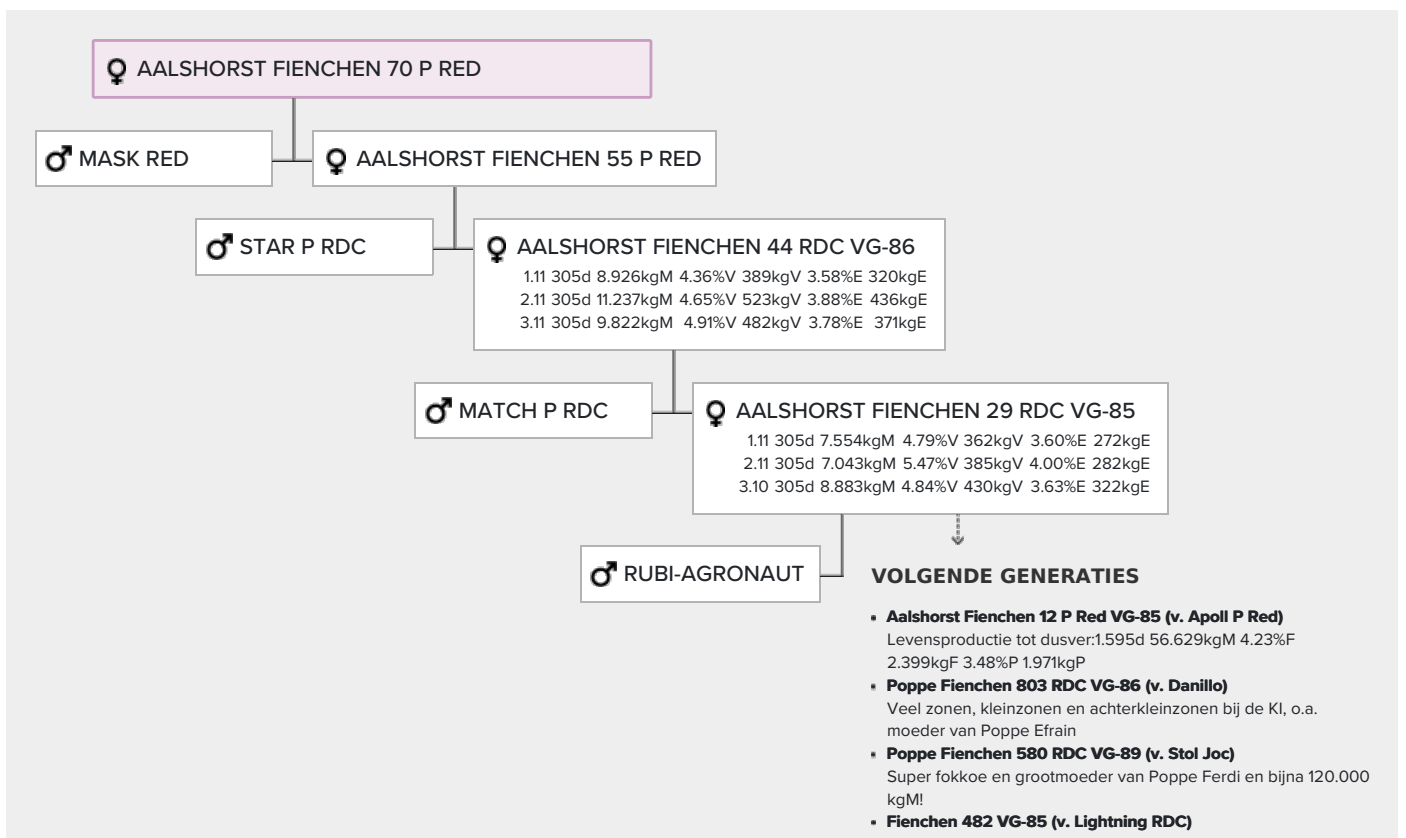 AALSHORST FIENCHEN 70 P RED
MASK RED
AALSHORST FIENCHEN 55 P RED
STAR P RDC
AALSHORST FIENCHEN 44 RDC VG-86
1.11 305d 8.926kgM 4.36%V 389kgV 3.58%E 320kgE
2.11 305d 11.237kgM 4.65%V 523kgV 3.88%E 436kgE
3.11 305d 9.822kgM 4.91%V 482kgV 3.78%E 371kgE
MATCH P RDC
AALSHORST FIENCHEN 29 RDC VG-85
1.11 305d 7.554kgM 4.79%V 362kgV 3.60%E 272kgE
2.11 305d 7.043kgM 5.47%V 385kgV 4.00%E 282kgE
3.10 305d 8.883kgM 4.84%V 430kgV 3.63%E 322kgE
RUBI-AGRONAUT
VOLGENDE GENERATIES
Aalshorst Fienchen 12 P Red VG-85 (v. Apoll P Red)
Levensproductie tot dusver:1.595d 56.629kgM 4.23%F
2.399kgF 3.48%P 1.971kgP
Poppe Fienchen 803 RDC VG-86 (v. Danillo)
Veel zonen, kleinzonen en achterkleinzonen bij de KI, o.a.
moeder van Poppe Efrain
Poppe Fienchen 580 RDC VG-89 (v. Stol Joc)
Super fokkoe en grootmoeder van Poppe Ferdi en bijna 120.000
kgM!
Fienchen 482 VG-85 (v. Lightning RDC)